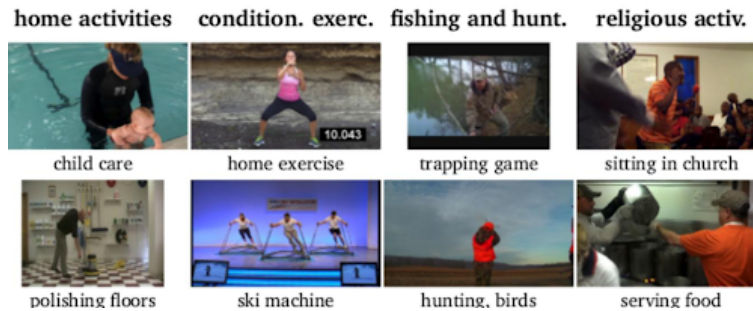 home activities condition. exerc. fishing and hunt. religious activ.
10.043
child care home exercise trapping game sitting in church
polishing floors ski machine hunting, birds serving food